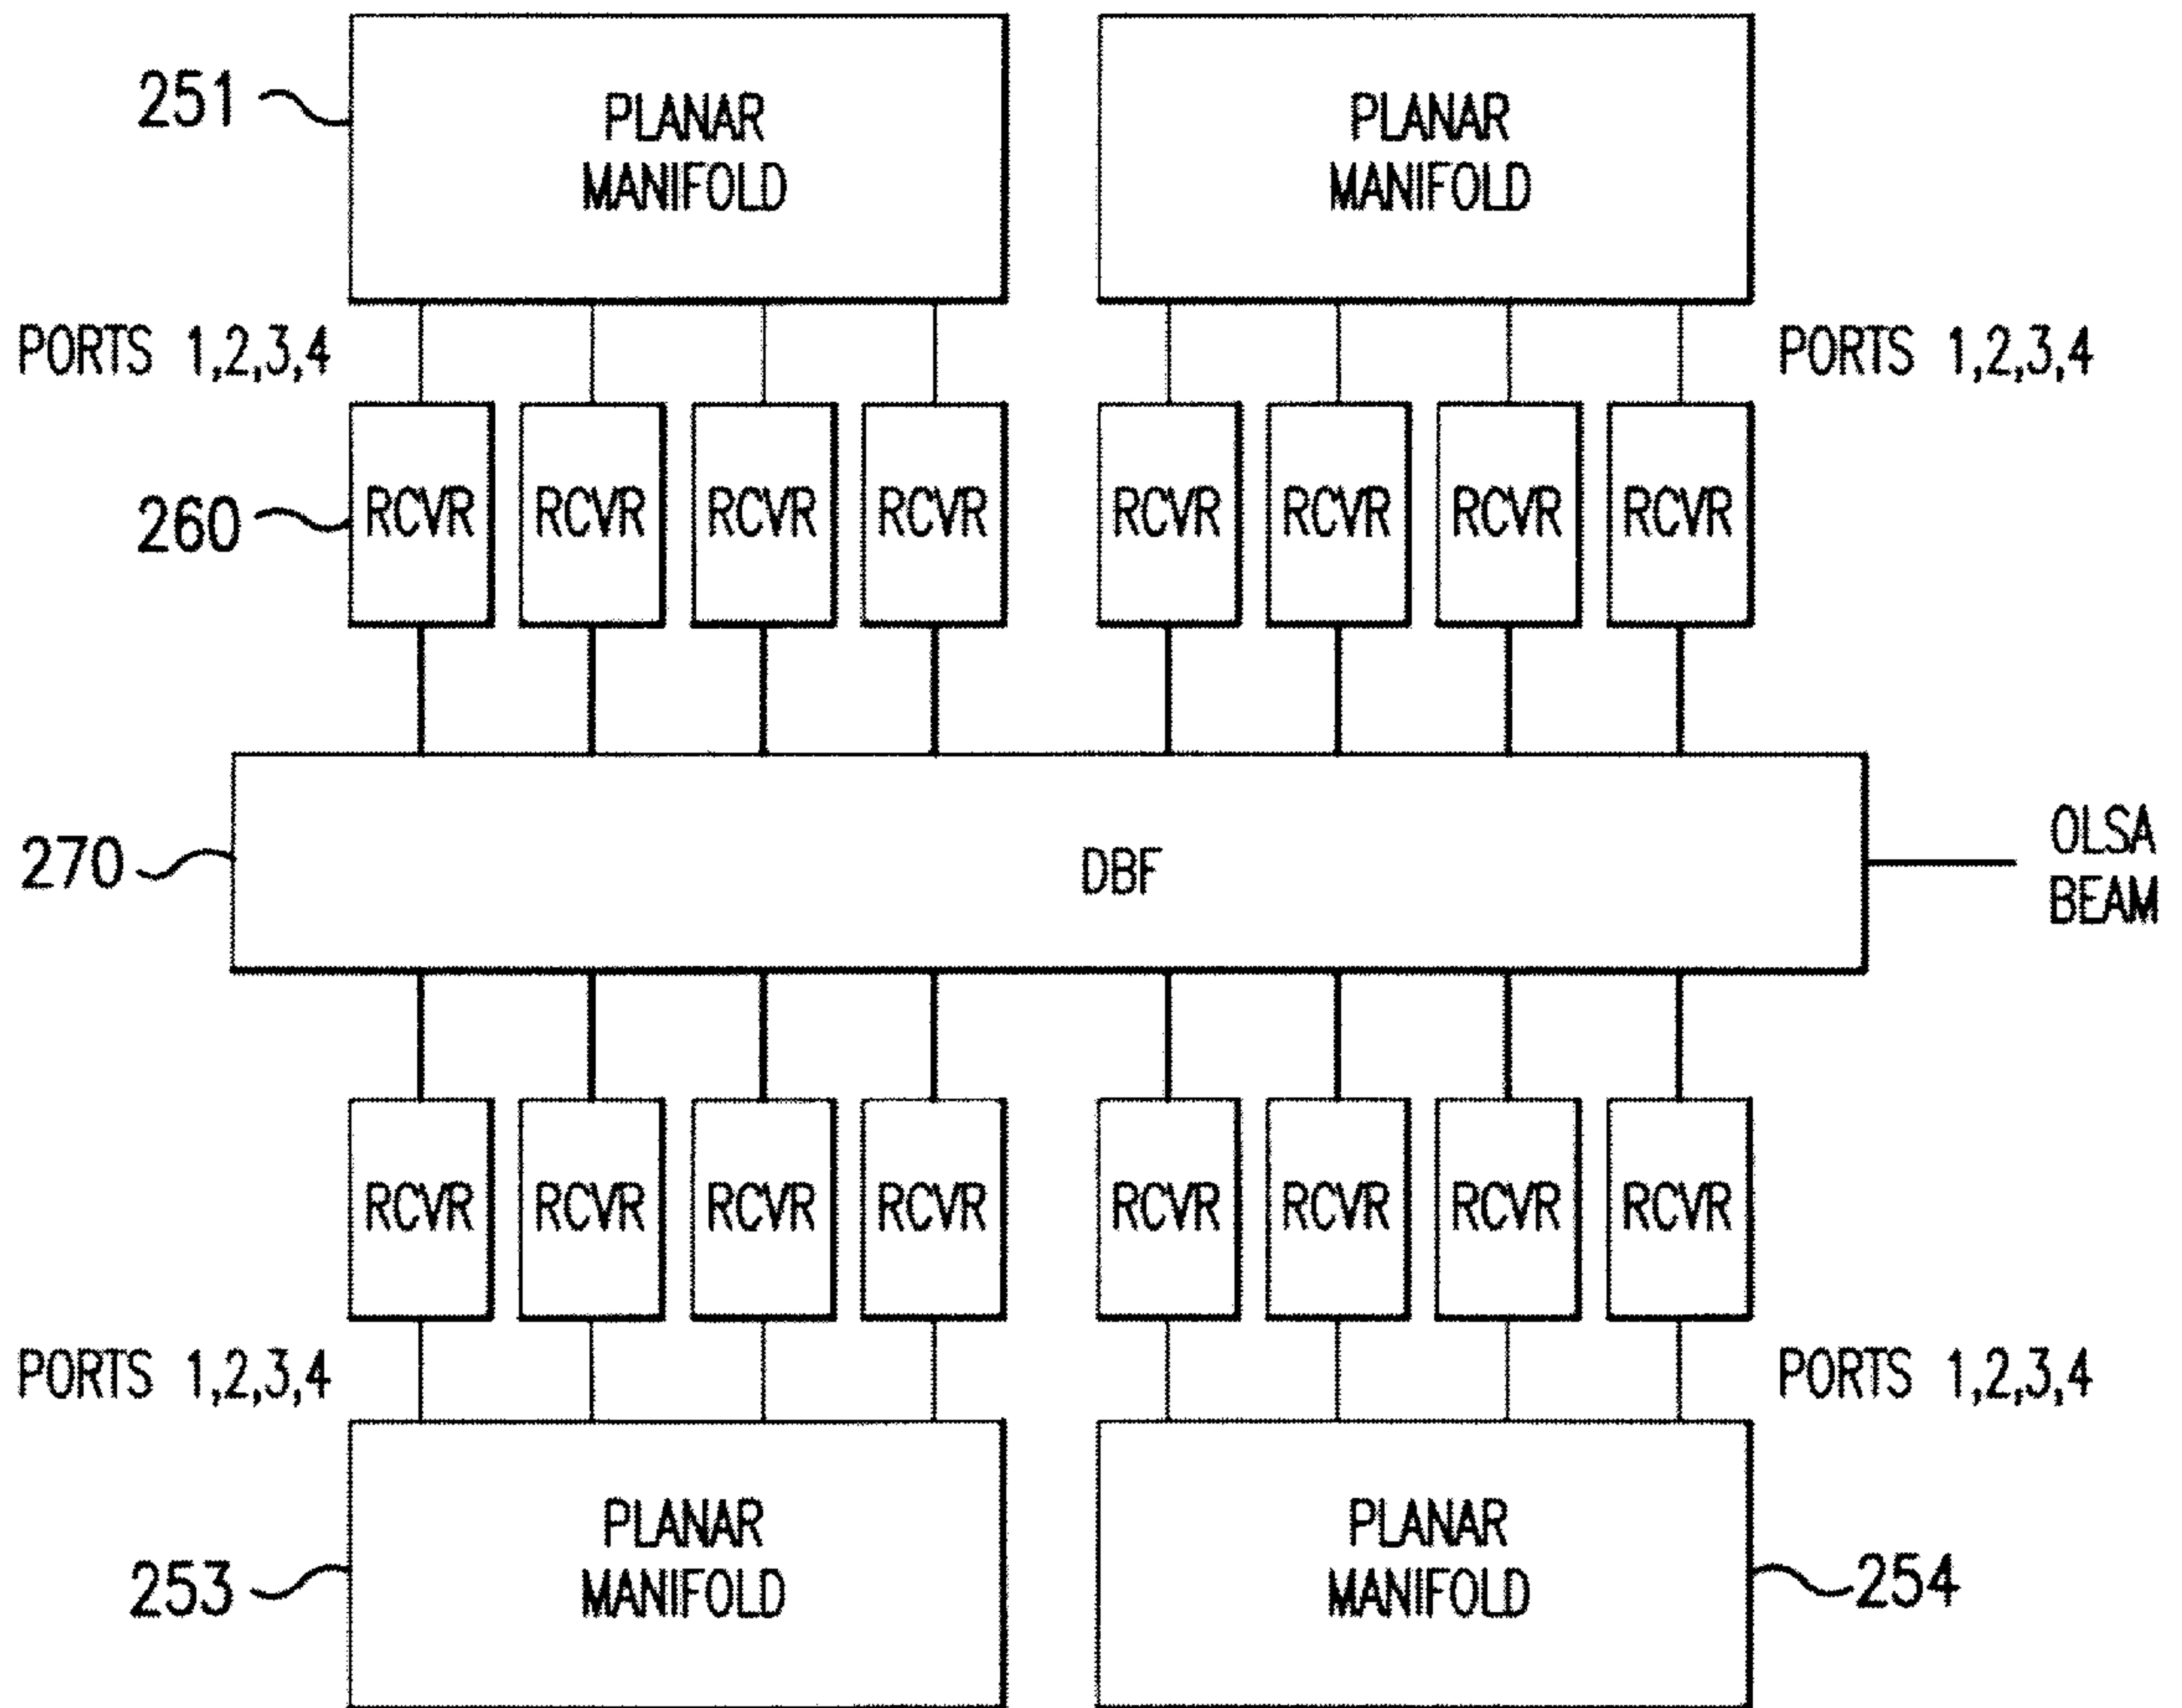 251
PLANAR
MANIFOLD
PLANAR
MANIFOLD
PORTS 1,2,3,4
PORTS 1,2,3,4
260
RCVR RCVR RCVR RCVR RCVR RCVR RCVR RCVR
270
DBF
OLSA
BEAM
RCVR RCVR RCVR RCVR RCVR RCVR RCVR RCVR
PORTS 1,2,3,4
PORTS 1,2,3,4
253
PLANAR
MANIFOLD
PLANAR
MANIFOLD
254